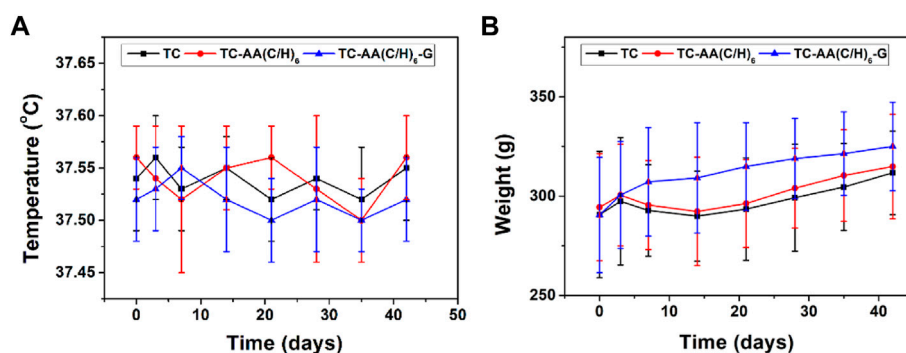 A
TC TC-AA(C/H)₆ TC-AA(C/H)₆-G
37.65
37.60
37.55
37.50
37.45
37.40
Temperature (°C)
0 10 20 30 40 50
Time (days)
B
TC TC-AA(C/H)₆ TC-AA(C/H)₆-G
350
300
250
Weight (g)
0 10 20 30 40
Time (days)